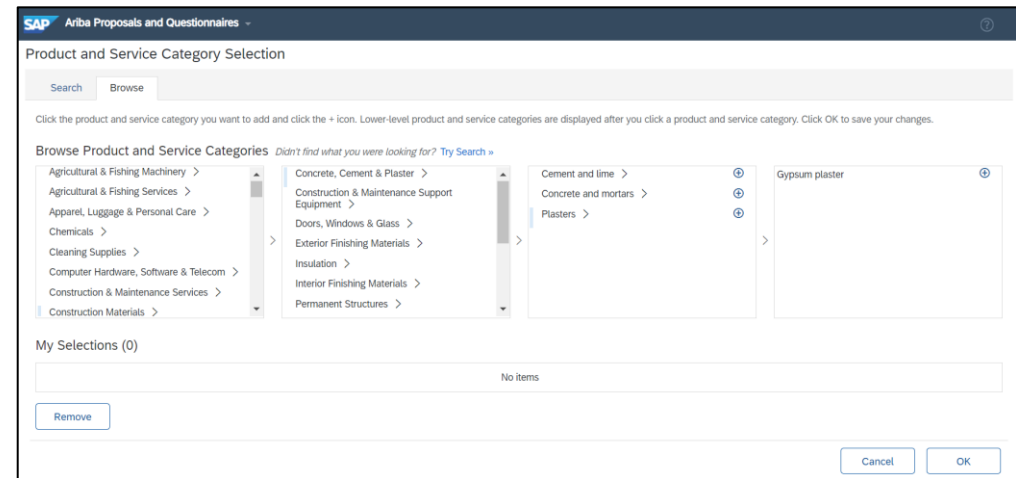 SAP Ariba Proposals and Questionnaires
Product and Service Category Selection
Search Browse
Click the product and service category you want to add and click the + icon. Lower-level product and service categories are displayed after you click a product and service category. Click OK to save your changes.
Browse Product and Service Categories Didn't find what you were looking for? Try Search »
Agricultural & Fishing Machinery >
Agricultural & Fishing Services >
Apparel, Luggage & Personal Care >
Chemicals >
Cleaning Supplies >
Computer Hardware, Software & Telecom >
Construction & Maintenance Services >
Construction Materials >
Concrete, Cement & Plaster >
Construction & Maintenance Support
Equipment >
Doors, Windows & Glass >
Exterior Finishing Materials >
Insulation >
Interior Finishing Materials >
Permanent Structures >
Cement and lime >
Concrete and mortars >
Plasters >
Gypsum plaster
My Selections (0)
No items
Remove
Cancel OK